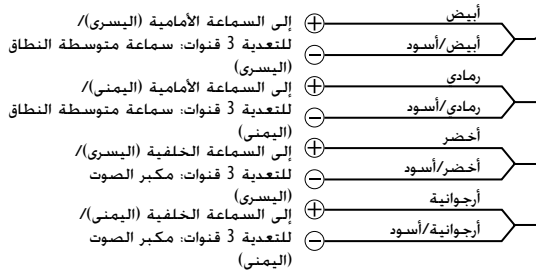 أبيض
إلى السماعة الأمامية (اليسرى)/
أبيض/أسود
للتعدية 3 قنوات: سماعة متوسطة النطاق
(اليسرى)
رمادي
إلى السماعة الأمامية (اليمنى)/
رمادي/أسود
للتعدية 3 قنوات: سماعة متوسطة النطاق
(اليمنى)
أخضر
إلى السماعة الخلفية (اليسرى)/
أخضر/أسود
للتعدية 3 قنوات: مكبر الصوت
(اليسرى)
أرجوانية
إلى السماعة الخلفية (اليمنى)/
أرجوانية/أسود
للتعدية 3 قنوات: مكبر الصوت
(اليمنى)